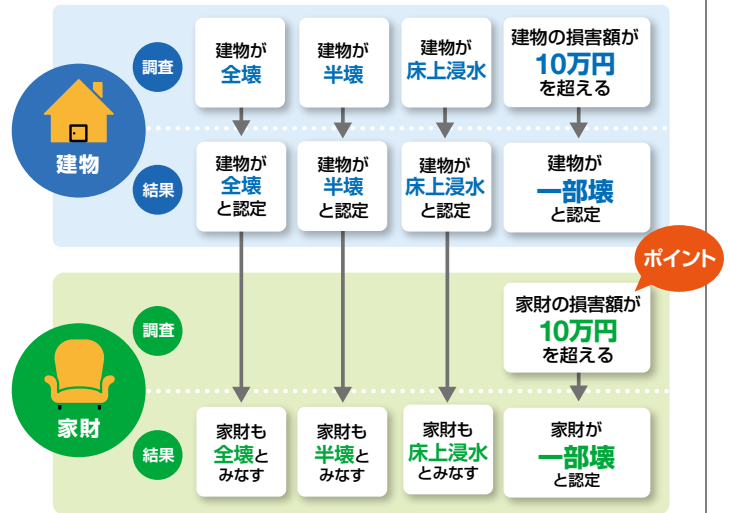 建物
調査
建物が
全壊
建物が
半壊
建物が
床上浸水
建物の損害額が
10万円
を超える
結果
建物が
全壊
と認定
建物が
半壊
と認定
建物が
床上浸水
と認定
建物が
一部壊
と認定
ポイント
家財
調査
家財の損害額が
10万円
を超える
結果
家財も
全壊と
みなす
家財も
半壊と
みなす
家財も
床上浸水
とみなす
家財が
一部壊
と認定